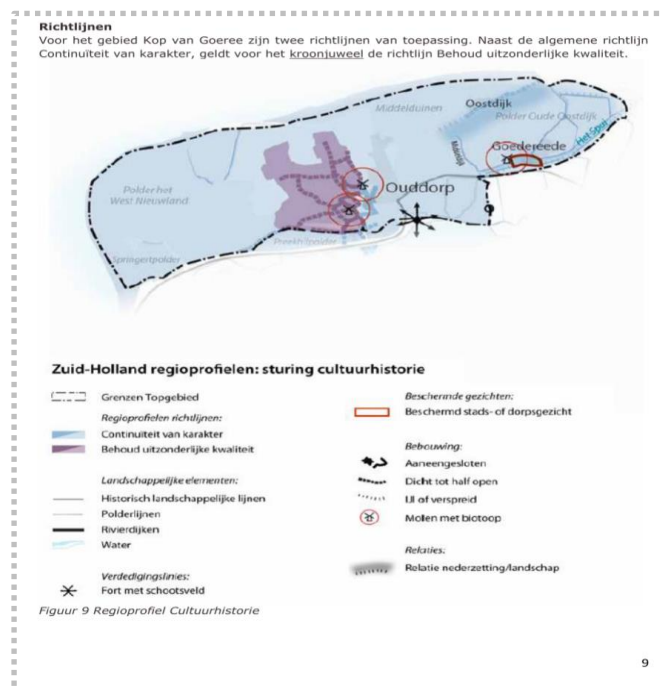 Richtlijnen
Voor het gebied Kop van Goeree zijn twee richtlijnen van toepassing. Naast de algemene richtlijn
Continuïteit van karakter, geldt voor het kroonjuweel de richtlijn Behoud uitzonderlijke kwaliteit.
Middelduinen
Oostdijk
Polder Oude Oostdijk
Het Spui
Goedereede
Ouddorp
Polder het
West Nieuwland
Preekhilpolder
Springertpolder
Zuid-Holland regioprofielen: sturing cultuurhistorie
Grenzen Topgebied
Regioprofielen richtlijnen:
Continuïteit van karakter
Behoud uitzonderlijke kwaliteit
Landschappelijke elementen:
Historisch landschappelijke lijnen
Polderlijnen
Rivierdijken
Water
Verdedigingslinies:
Fort met schootsveld
Beschermde gezichten:
Beschermd stads- of dorpsgezicht
Bebouwing:
Aaneengesloten
Dicht tot half open
IJl of verspreid
Molen met biotoop
Relaties:
Relatie nederzetting/landschap
Figuur 9 Regioprofiel Cultuurhistorie
9